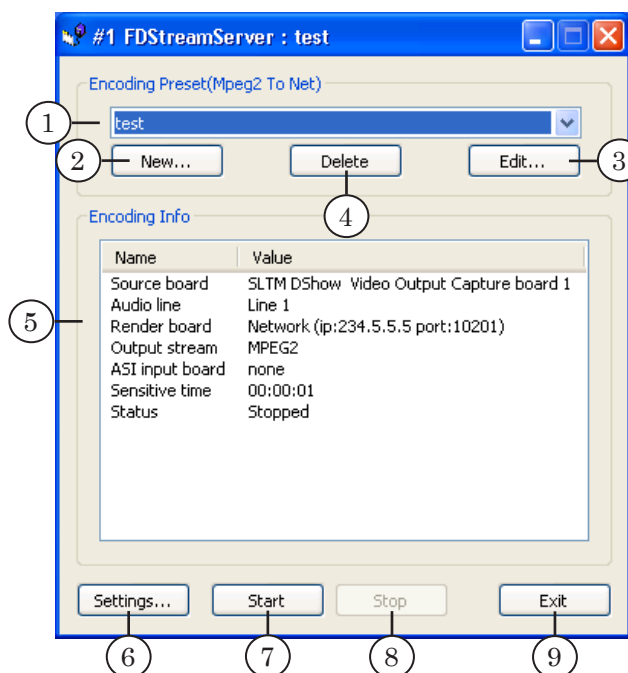 #1 FDStreamServer : test
Encoding Preset(Mpeg2 To Net)
1
test
2
New...
Delete
Edit...
3
4
Encoding Info
Name Value
Source board SLTM DShow Video Output Capture board 1
Audio line Line 1
5
Render board Network (ip:234.5.5.5 port:10201)
Output stream MPEG2
ASI input board none
Sensitive time 00:00:01
Status Stopped
Settings... Start Stop Exit
6 7 8 9